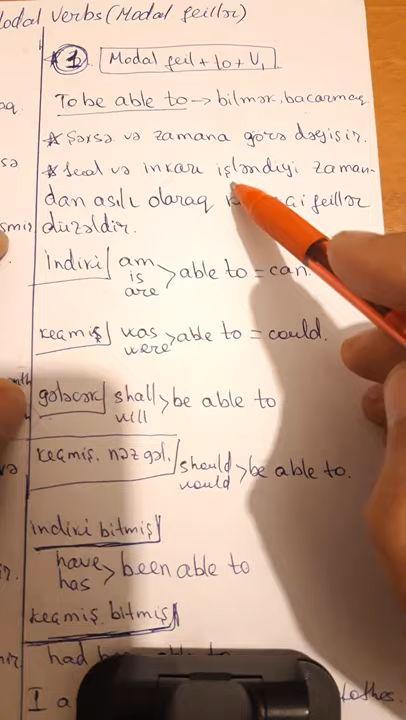 Modal Verbs (Modal feillər)
1 Modal feil + to + V1
To be able to → bilmək, bacarmaq
* Şəxsə və zamana görə dəyişir.
* Sual və inkarı işləndiyi zaman-
dan asılı olaraq feillər
düzəldir.
İndiki am is are > able to = can.
keçmiş was were > able to = could.
gələcək shall will > be able to
keçmiş. nəz gəl. should would > be able to.
indiki bitmiş
have has > been able to
keçmiş. bitmiş
had
I a